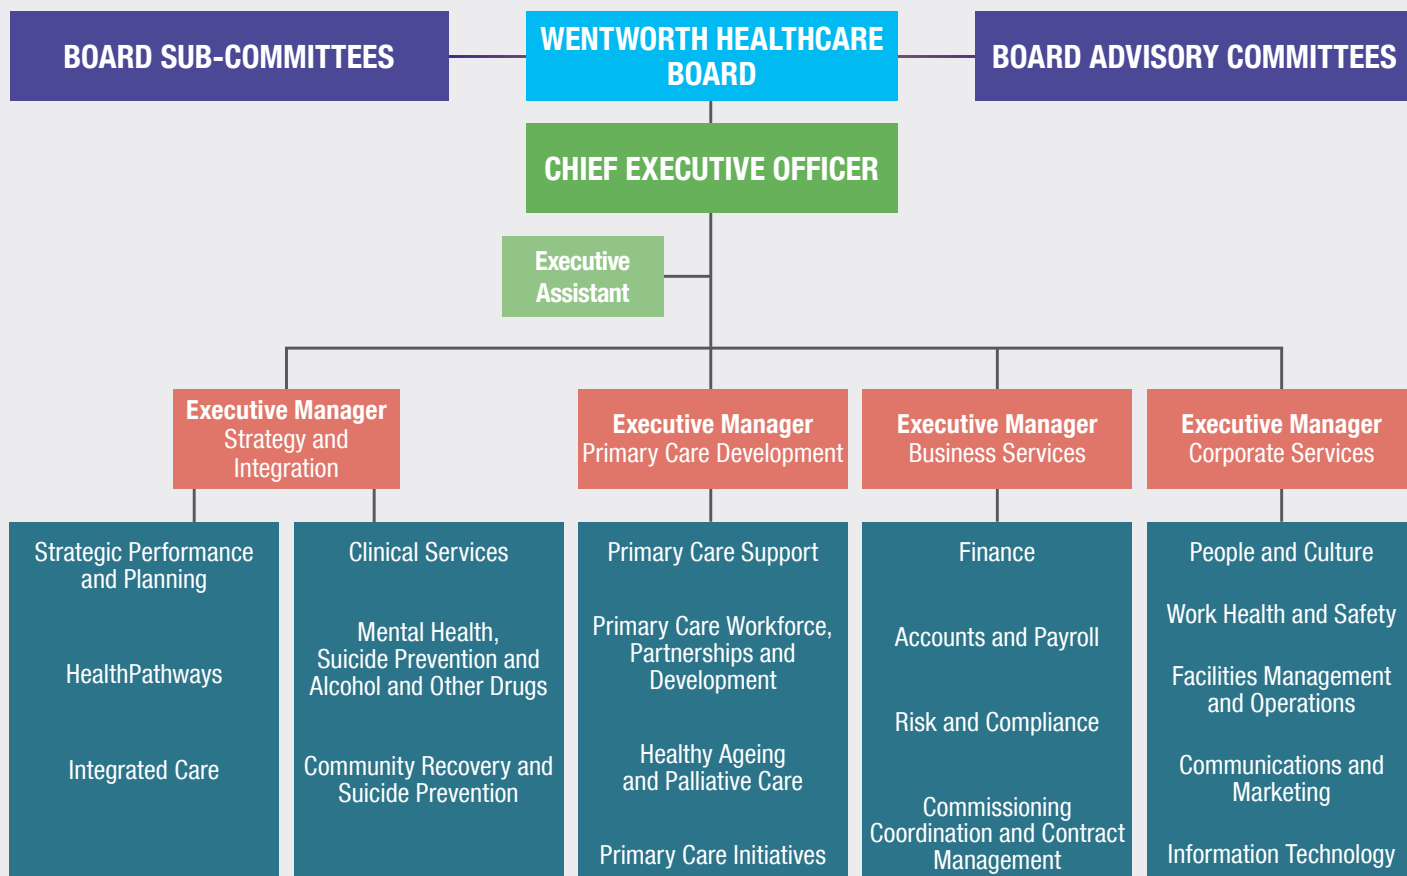 BOARD SUB-COMMITTEES
WENTWORTH HEALTHCARE
BOARD
BOARD ADVISORY COMMITTEES
CHIEF EXECUTIVE OFFICER
Executive
Assistant
Executive Manager
Strategy and
Integration
Executive Manager
Primary Care Development
Executive Manager
Business Services
Executive Manager
Corporate Services
Strategic Performance
and Planning
HealthPathways
Integrated Care
Clinical Services
Mental Health,
Suicide Prevention and
Alcohol and Other Drugs
Community Recovery and
Suicide Prevention
Primary Care Support
Primary Care Workforce,
Partnerships and
Development
Healthy Ageing
and Palliative Care
Primary Care Initiatives
Finance
Accounts and Payroll
Risk and Compliance
Commissioning
Coordination and Contract
Management
People and Culture
Work Health and Safety
Facilities Management
and Operations
Communications and
Marketing
Information Technology